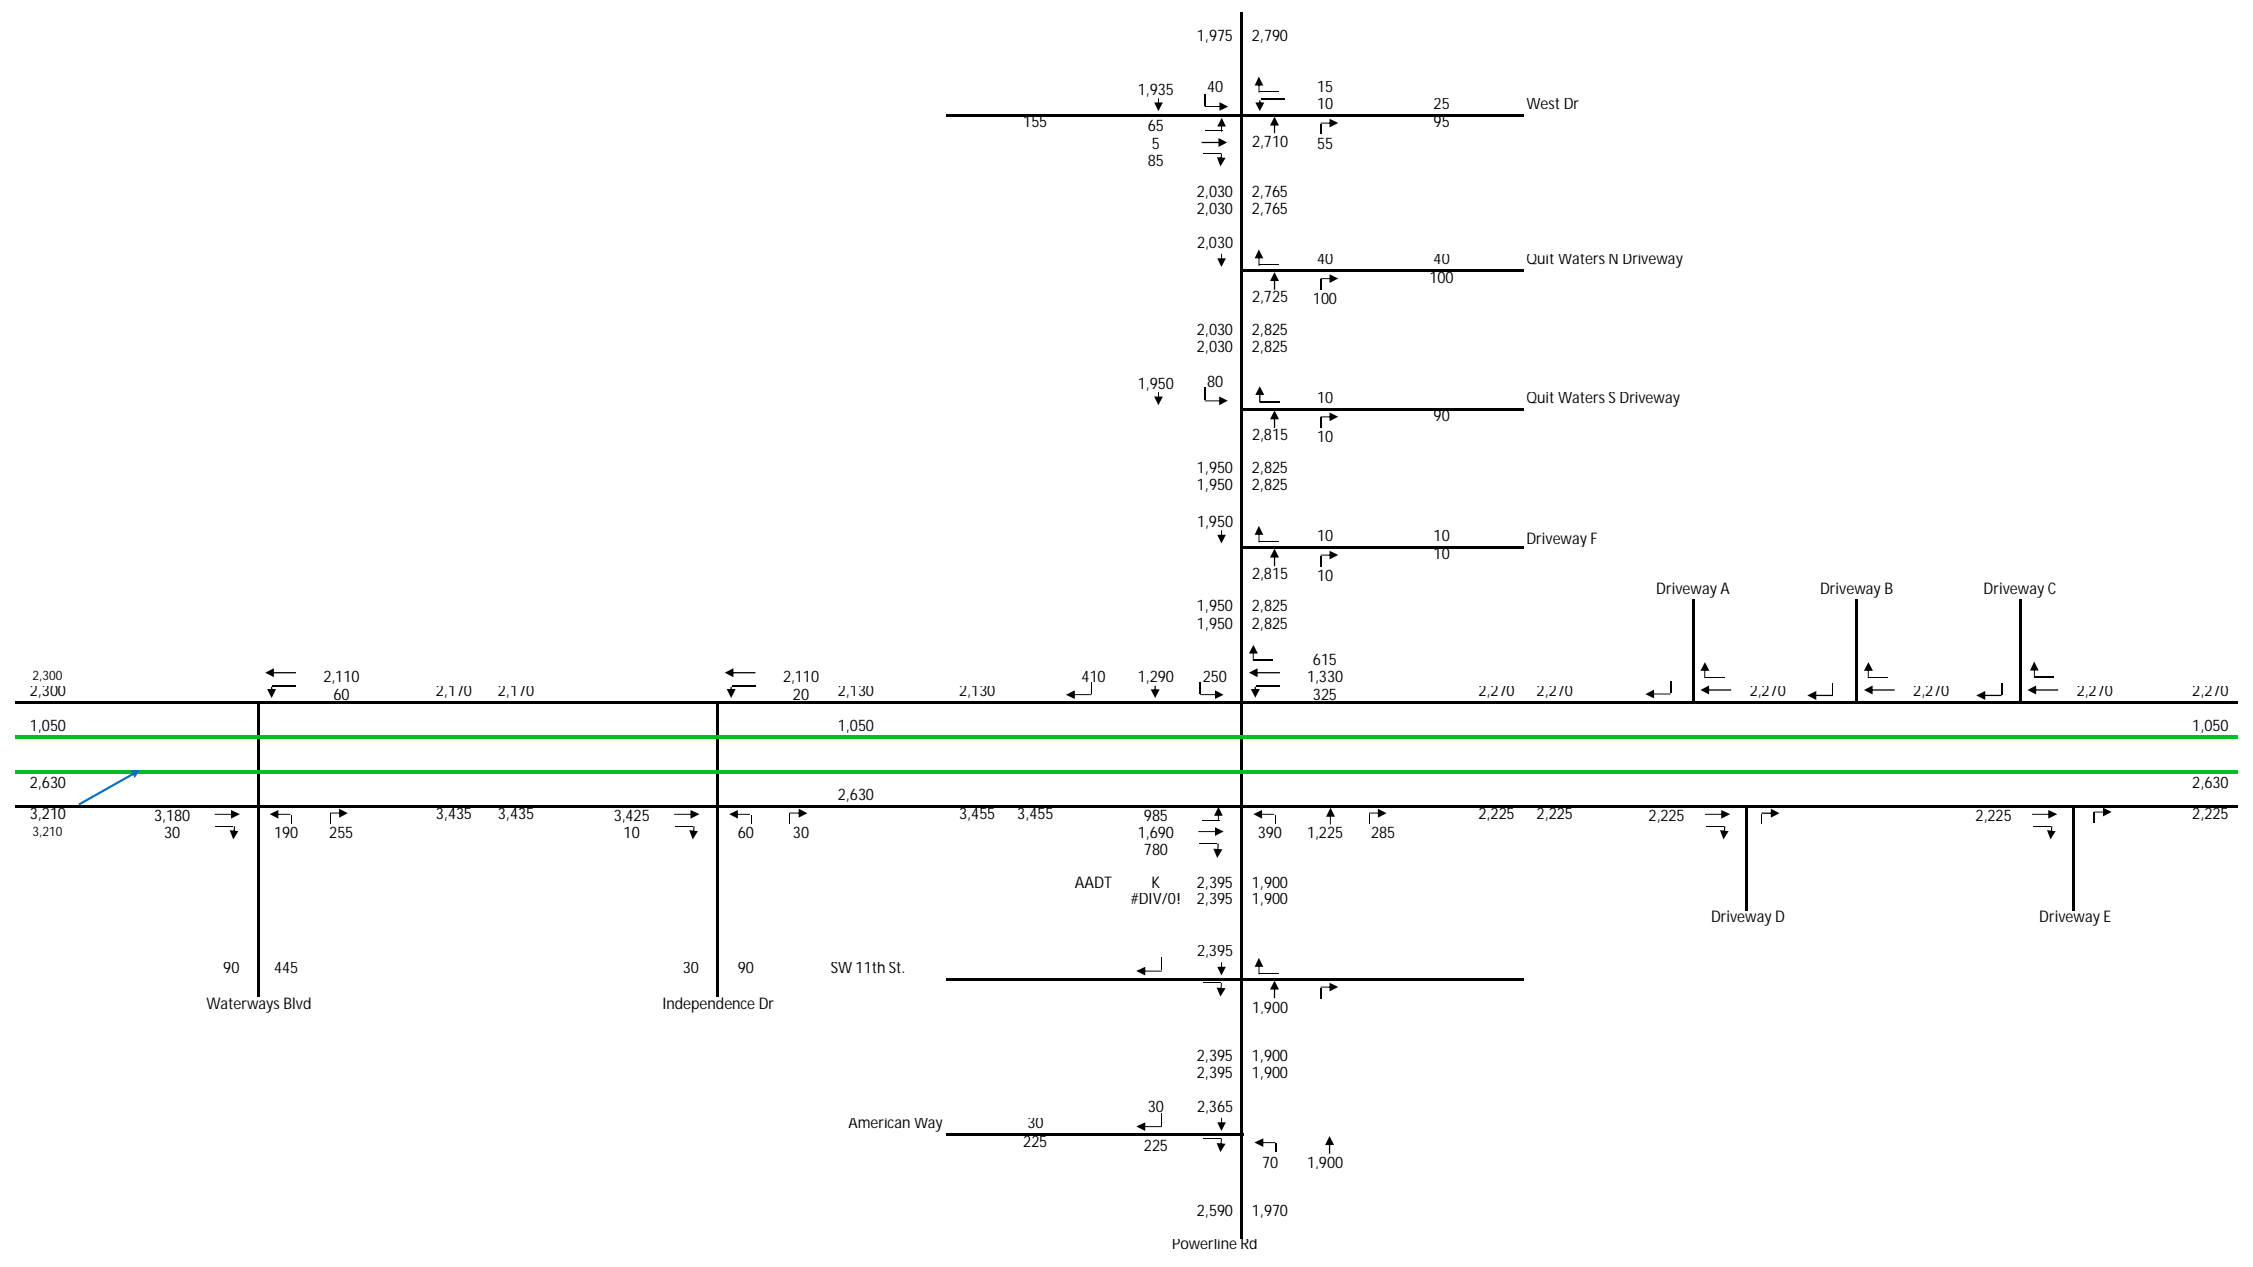 1,975 2,790
1,935 40 15
10 25 West Dr
155 65 95
5 2,710 55
85
2,030 2,765
2,030 2,765
2,030
40 40 Quit Waters N Driveway
100
2,725 100
2,030 2,825
2,030 2,825
1,950 80
10 Quit Waters S Driveway
90
2,815 10
1,950 2,825
1,950 2,825
1,950
10 10 Driveway F
10
2,815 10
Driveway A Driveway B Driveway C
1,950 2,825
1,950 2,825
615
2,300 2,110 2,110 410 1,290 250 1,330
2,300 60 2,170 2,170 20 2,130 2,130 325 2,270 2,270 2,270 2,270 2,270 2,270
1,050 1,050 1,050
2,630 2,630
2,630
3,210 3,180 3,435 3,435 3,425 3,455 3,455 985 2,225 2,225 2,225 2,225 2,225
3,210 30 190 255 10 60 30 1,690 390 1,225 285
780
AADT K 2,395 1,900
#DIV/0! 2,395 1,900
Driveway D Driveway E
2,395
90 445 30 90 SW 11th St.
Waterways Blvd Independence Dr 1,900
2,395 1,900
2,395 1,900
30 2,365
American Way 30
225 225
70 1,900
2,590 1,970
Powerline Rd